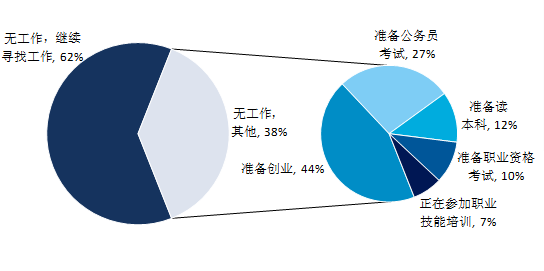 无工作，继续
寻找工作, 62%
无工作，
其他, 38%
准备公务员
考试, 27%
准备读
本科, 12%
准备职业资格
考试, 10%
正在参加职业
技能培训, 7%
准备创业, 44%